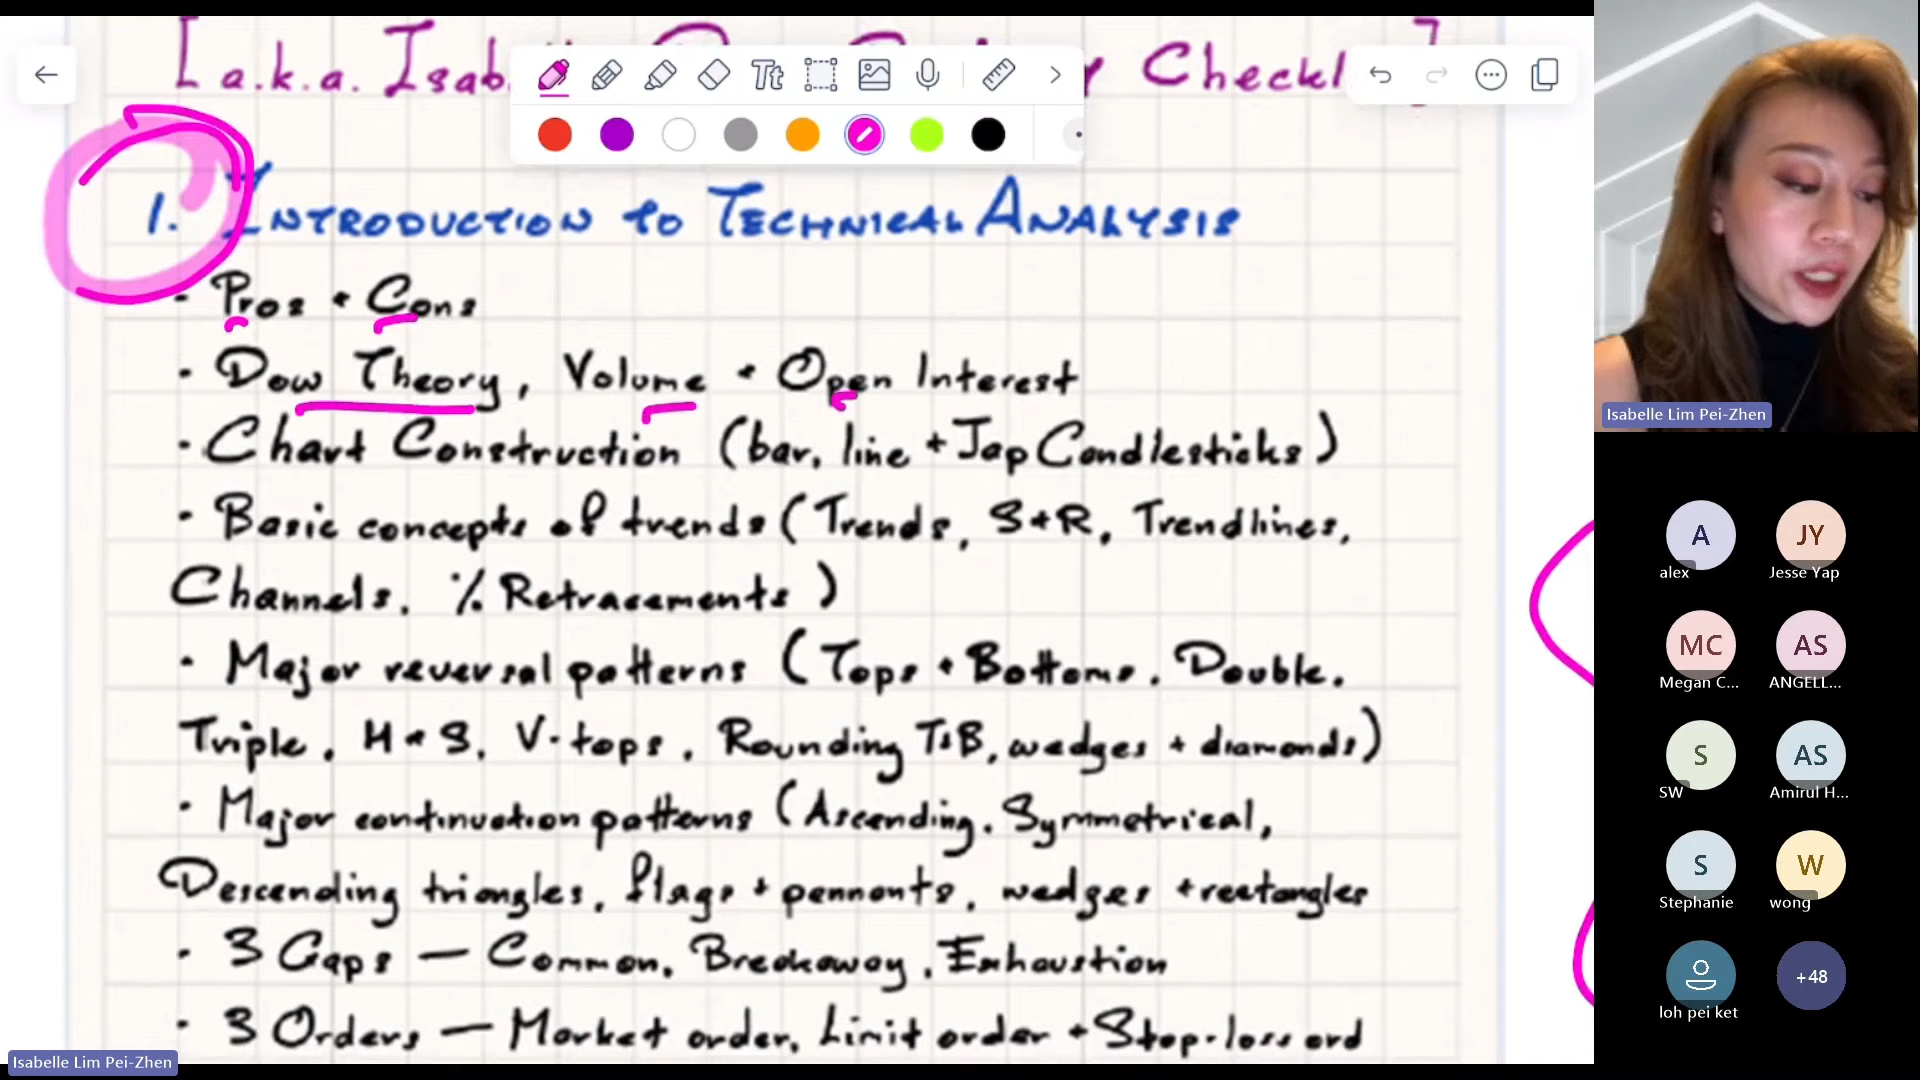 [a.k.a. Isab Checkl ]
Tt
1. INTRODUCTION to TECHNICAL ANALYSIS
· Pros + Cons
· Dow Theory, Volume + Open Interest
· Chart Construction (bar, line + Jap Candlesticks)
· Basic concepts of trends (Trends, S+R, Trendlines,
Channels, % Retracements)
· Major reversal patterns (Tops + Bottoms, Double,
Triple, H+S, V-tops, Rounding T+B, wedges + diamonds)
· Major continuation patterns (Ascending, Symmetrical,
Descending triangles, flags + pennants, wedges + rectangles
· 3 Gaps — Common, Breakaway, Exhaustion
· 3 Orders — Market order, Limit order + Stop-loss ord
Isabelle Lim Pei-Zhen
Isabelle Lim Pei-Zhen
A JY
alex Jesse Yap
MC AS
Megan C... ANGELL...
S AS
SW Amirul H...
S W
Stephanie wong
+48
loh pei ket